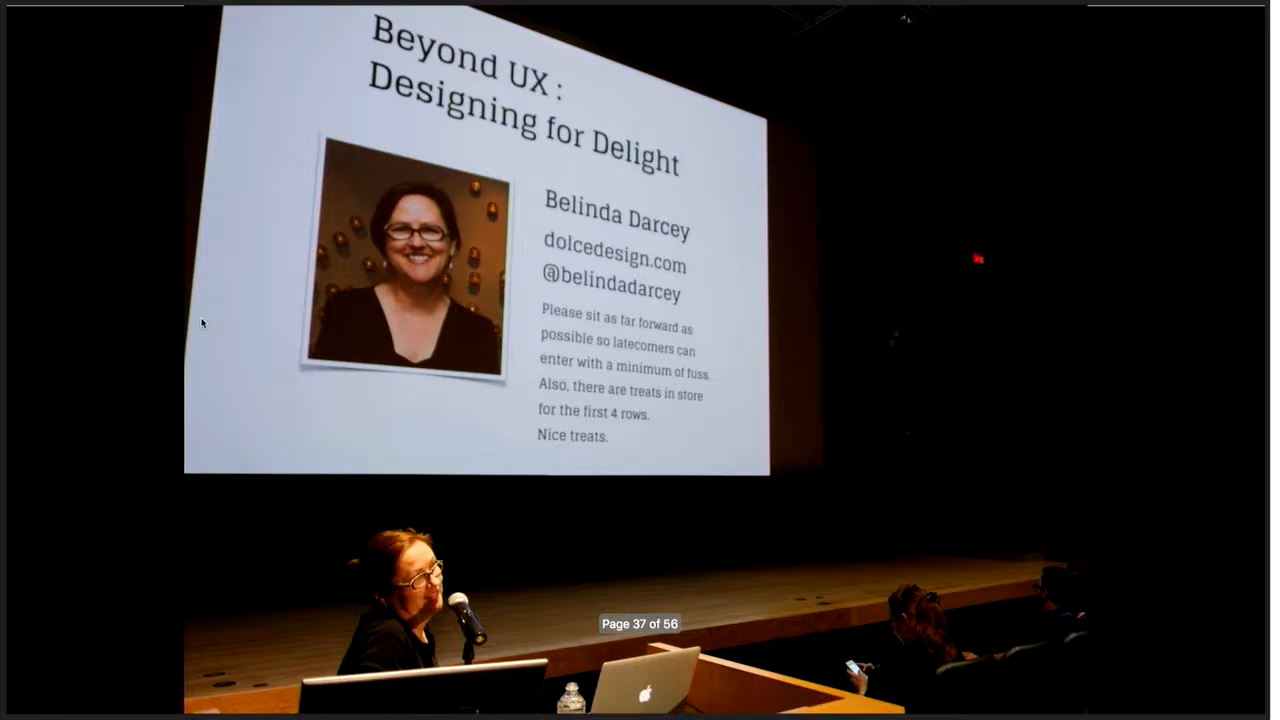 Beyond UX :
Designing for Delight
Belinda Darcey
dolcedesign.com
@belindadarcey
Please sit as far forward as
possible so latecomers can
enter with a minimum of fuss.
Also, there are treats in store
for the first 4 rows.
Nice treats.
Page 37 of 56